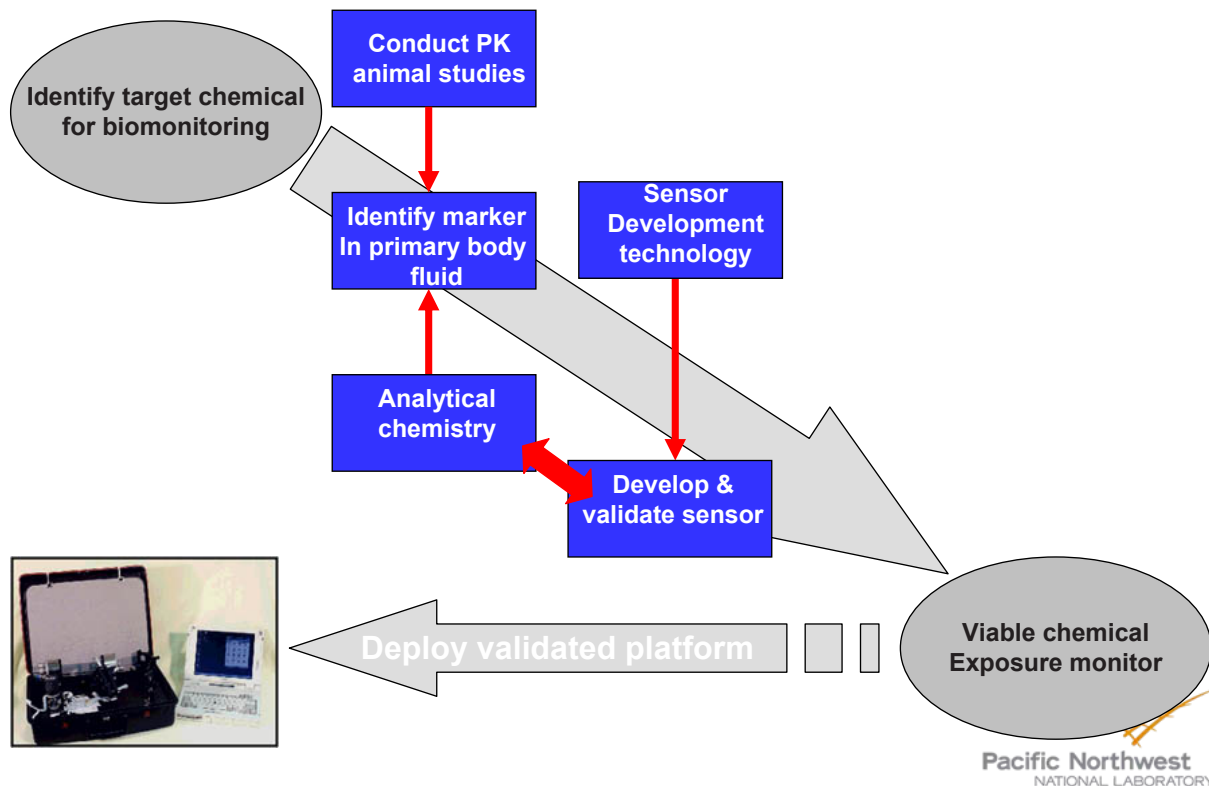 Conduct PK
animal studies
Identify target chemical
for biomonitoring
Identify marker
In primary body
fluid
Sensor
Development
technology
Analytical
chemistry
Develop &
validate sensor
Deploy validated platform
Viable chemical
Exposure monitor
Pacific Northwest
NATIONAL LABORATORY